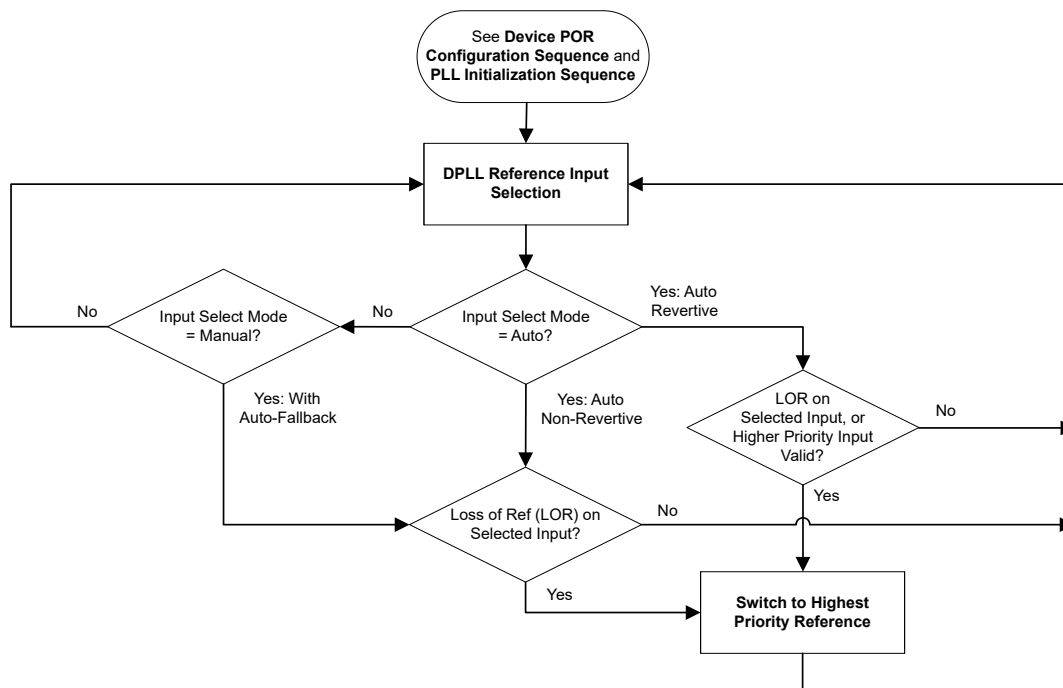 See Device POR
Configuration Sequence and
PLL Initialization Sequence
DPLL Reference Input
Selection
No
Input Select Mode
= Manual?
No
Input Select Mode
= Auto?
Yes: Auto
Revertive
Yes: With
Auto-Fallback
Yes: Auto
Non-Revertive
LOR on
Selected Input, or
Higher Priority Input
Valid?
No
Yes
Loss of Ref (LOR) on
Selected Input?
No
Yes
Switch to Highest
Priority Reference